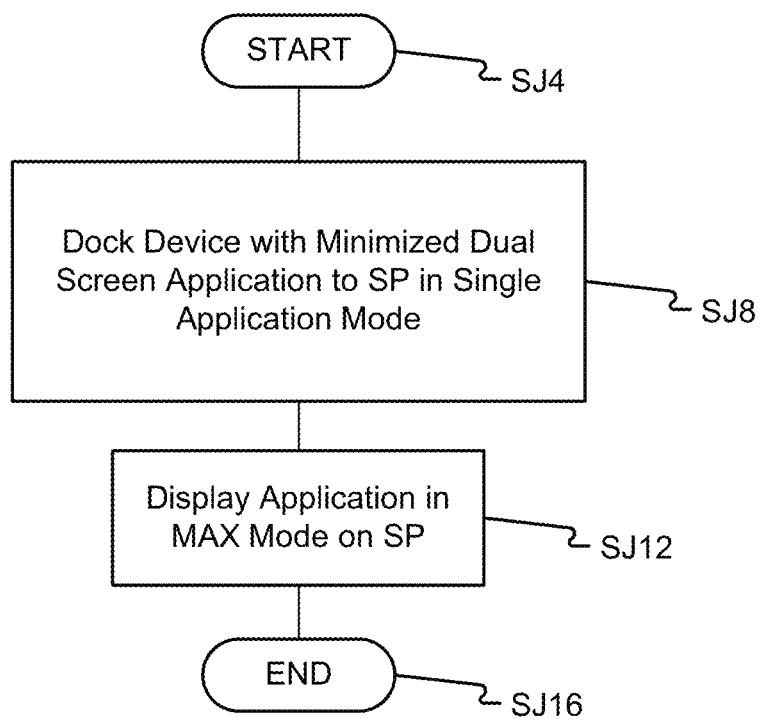 START
SJ4
Dock Device with Minimized Dual
Screen Application to SP in Single
Application Mode
SJ8
Display Application in
MAX Mode on SP
SJ12
END
SJ16